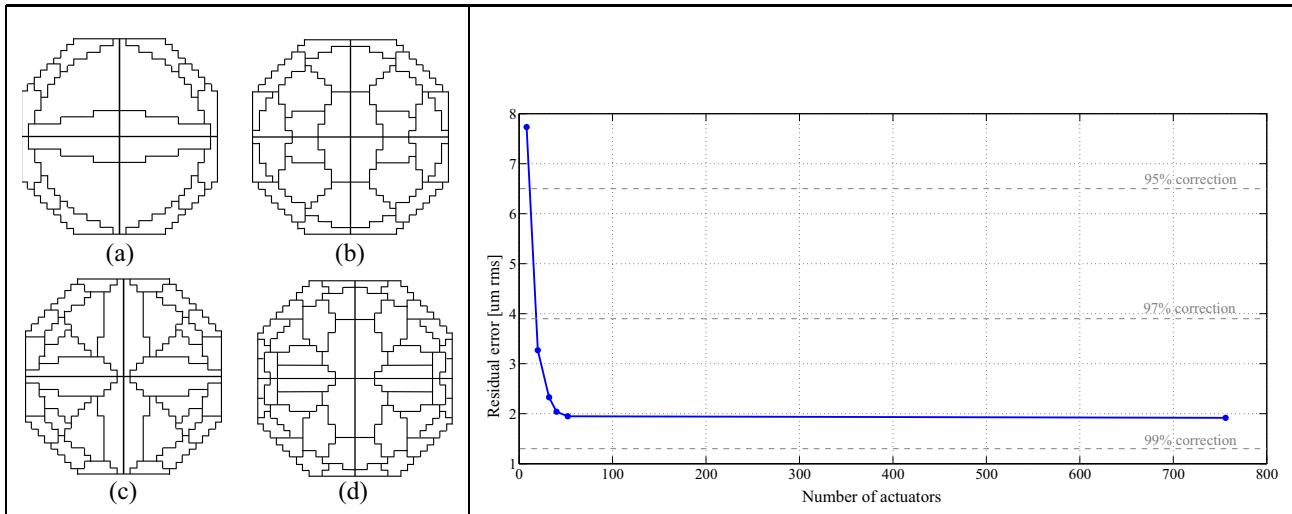 (a)
(b)
(c)
(d)
8
7
6
5
4
3
2
1
Residual error [um rms]
95% correction
97% correction
99% correction
0
100
200
300
400
500
600
700
800
Number of actuators